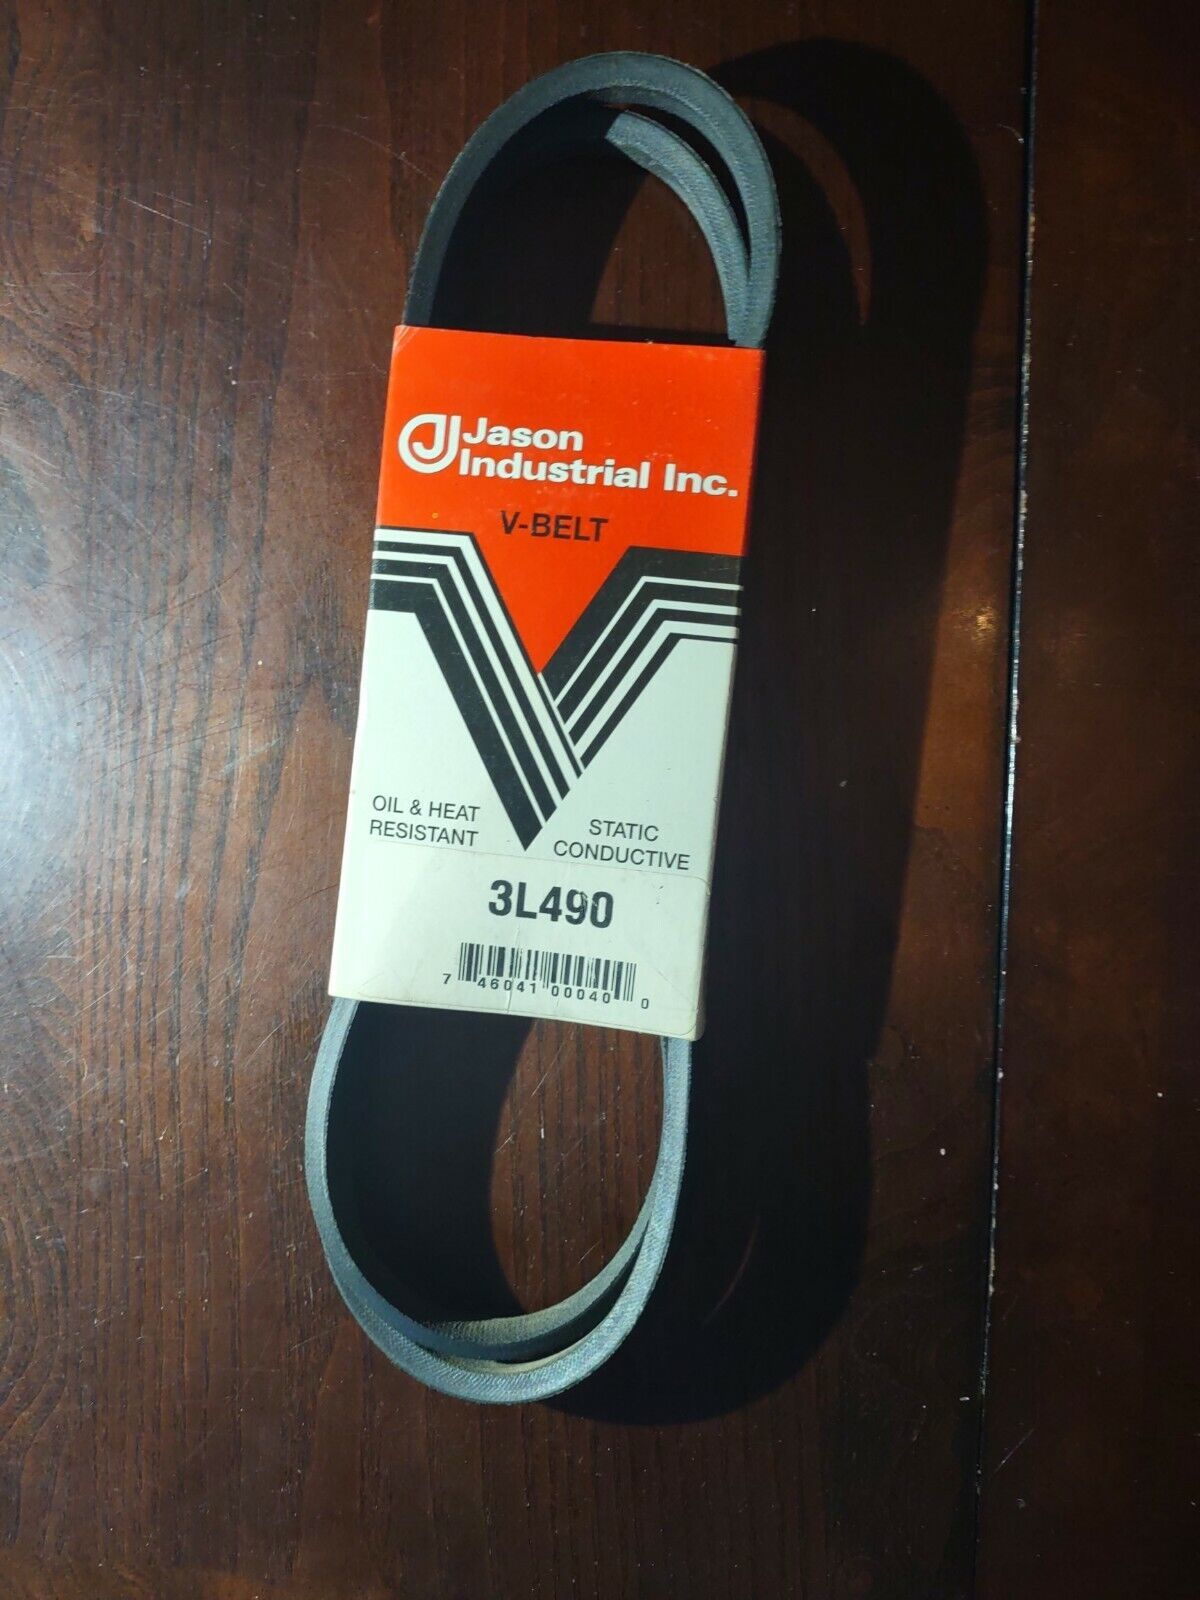 Jason
Industrial Inc.
V-BELT
OIL & HEAT
RESISTANT
STATIC
CONDUCTIVE
3L490
7 46041 00040 0